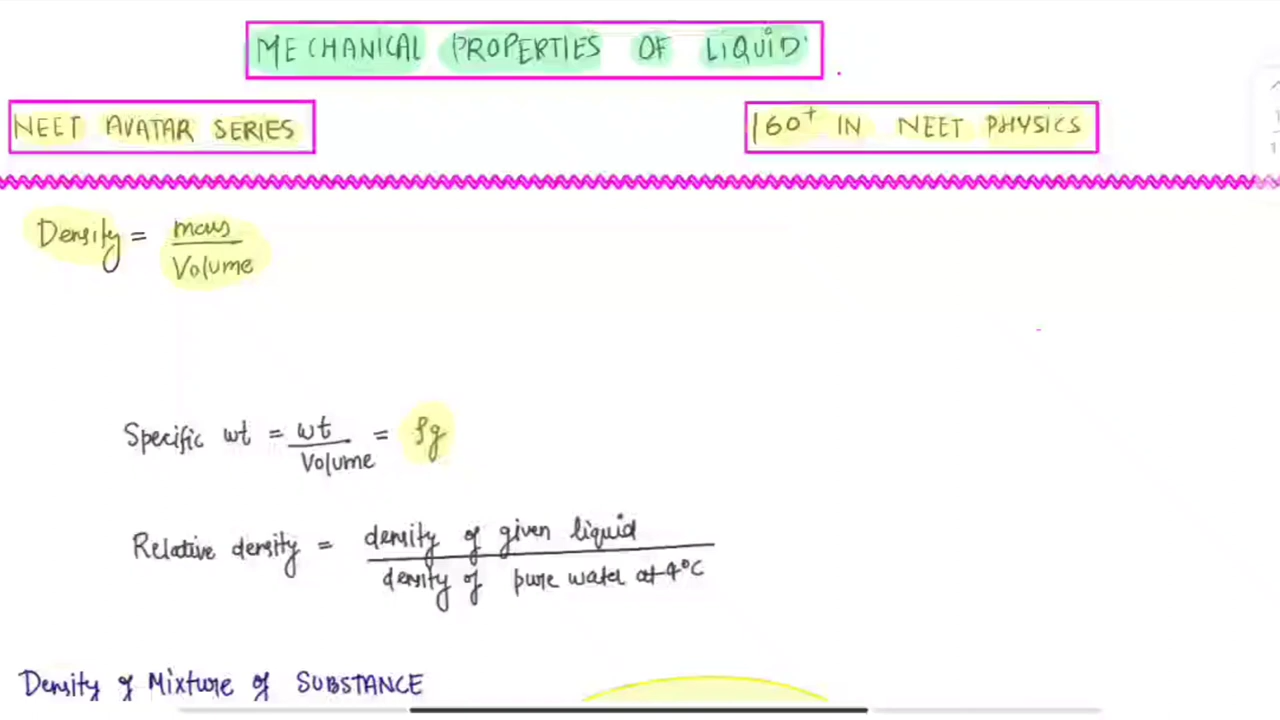 MECHANICAL PROPERTIES OF LIQUID
NEET AVATAR SERIES
160+ IN NEET PHYSICS
Density = mass / Volume
Specific wt = wt / Volume = ρg
Relative density = density of given liquid / density of pure water at 4°C
Density of Mixture of SUBSTANCE